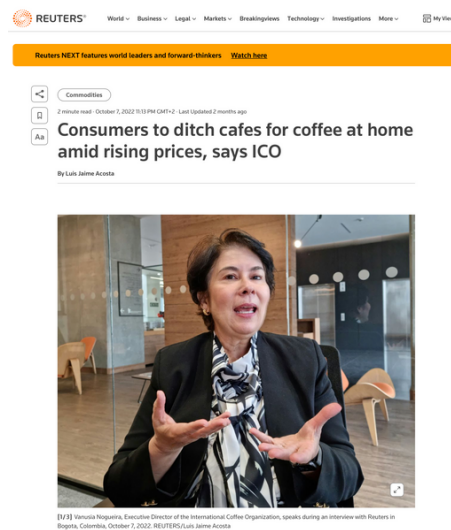 REUTERS®
World Business Legal Markets Breakingviews Technology Investigations More
Reuters NEXT features world leaders and forward-thinkers Watch here
Commodities
2 minute read · October 7, 2022 11:13 PM GMT+2 · Last Updated 2 months ago
Aa
Consumers to ditch cafes for coffee at home
amid rising prices, says ICO
By Luis Jaime Acosta
[1/3] Vanusia Nogueira, Executive Director of the International Coffee Organization, speaks during an interview with Reuters in
Bogota, Colombia, October 7, 2022. REUTERS/Luis Jaime Acosta